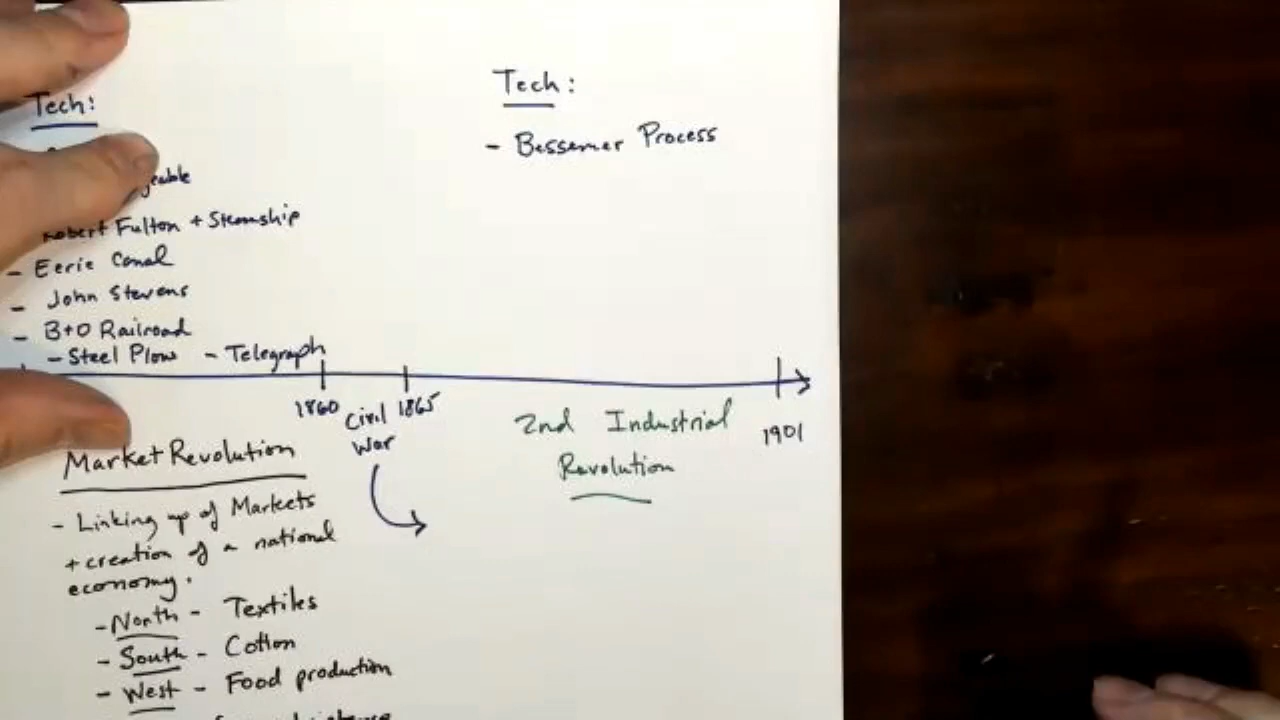 Tech:
Robert Fulton + Steamship
- Eerie Canal
- John Stevens
- B+O Railroad
- Steel Plow - Telegraph
Tech:
- Bessemer Process
1860
Civil War
1865
2nd Industrial
Revolution
1901
Market Revolution
- Linking up of Markets
+ creation of a national
economy.
- North - Textiles
- South - Cotton
- West - Food production